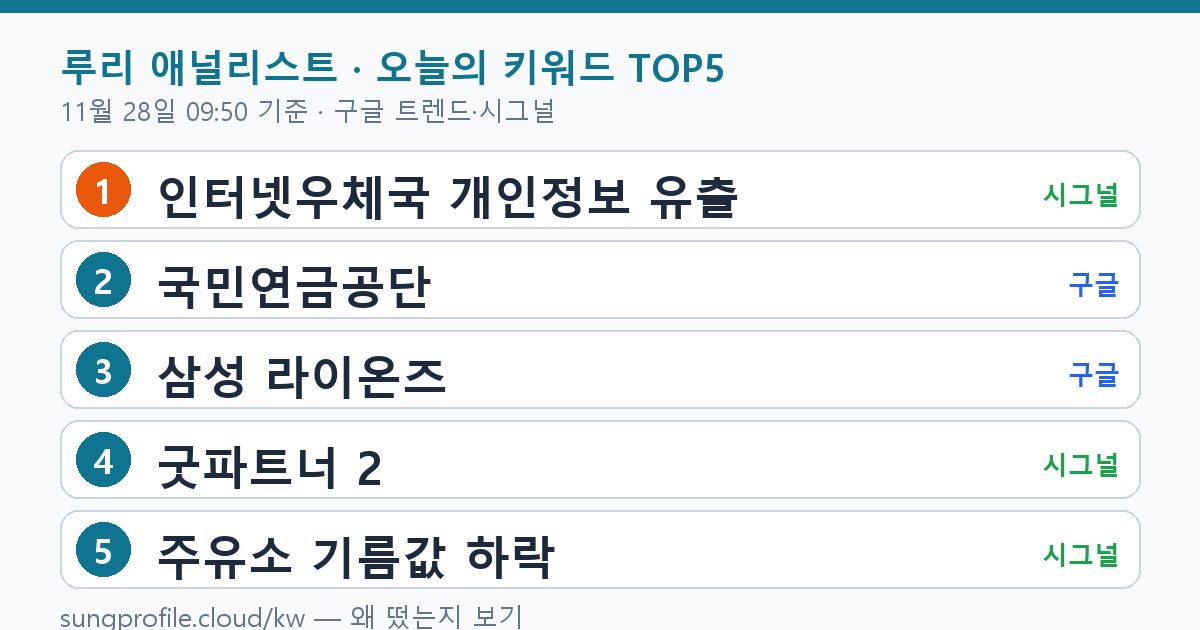 루리 애널리스트 · 오늘의 키워드 TOP5
11월 28일 09:50 기준 · 구글 트렌드·시그널
1 인터넷우체국 개인정보 유출 시그널
2 국민연금공단 구글
3 삼성 라이온즈 구글
4 굿파트너 2 시그널
5 주유소 기름값 하락 시그널
sungprofile.cloud/kw — 왜 떴는지 보기